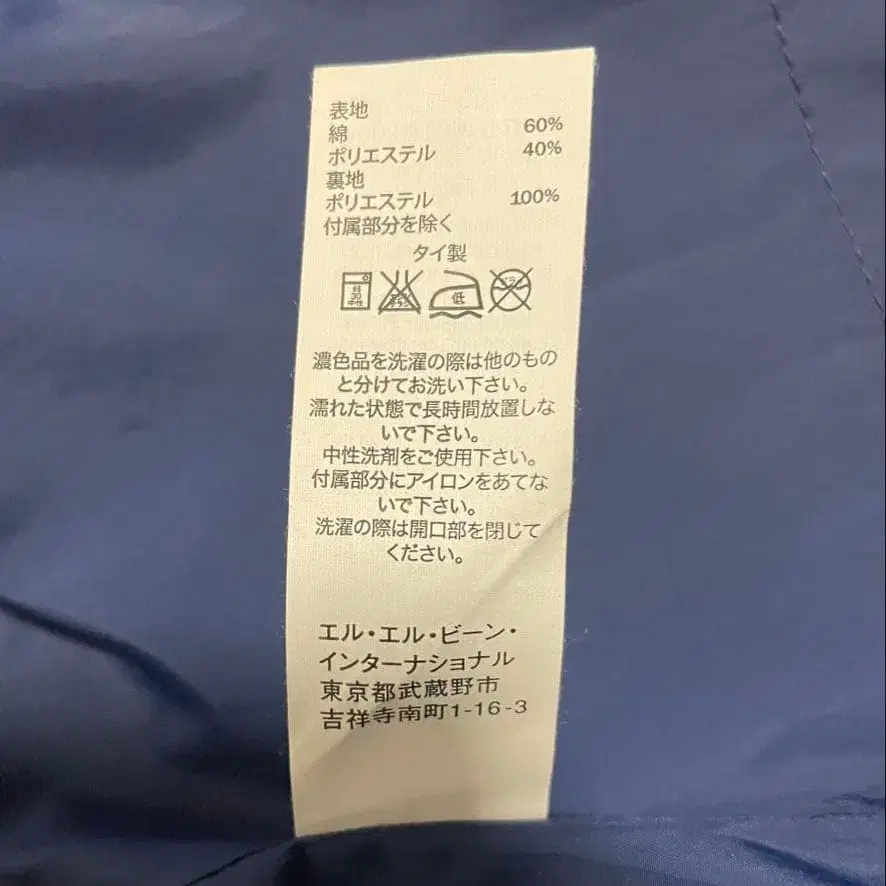 表地
綿 60%
ポリエステル 40%
裏地
ポリエステル 100%
付属部分を除く
タイ製
30
中性
低
濃色品を洗濯の際は他のもの
と分けてお洗い下さい。
濡れた状態で長時間放置しな
いで下さい。
中性洗剤をご使用下さい。
付属部分にアイロンをあてな
いで下さい。
洗濯の際は開口部を閉じて
ください。
エル・エル・ビーン・
インターナショナル
東京都武蔵野市
吉祥寺南町1-16-3